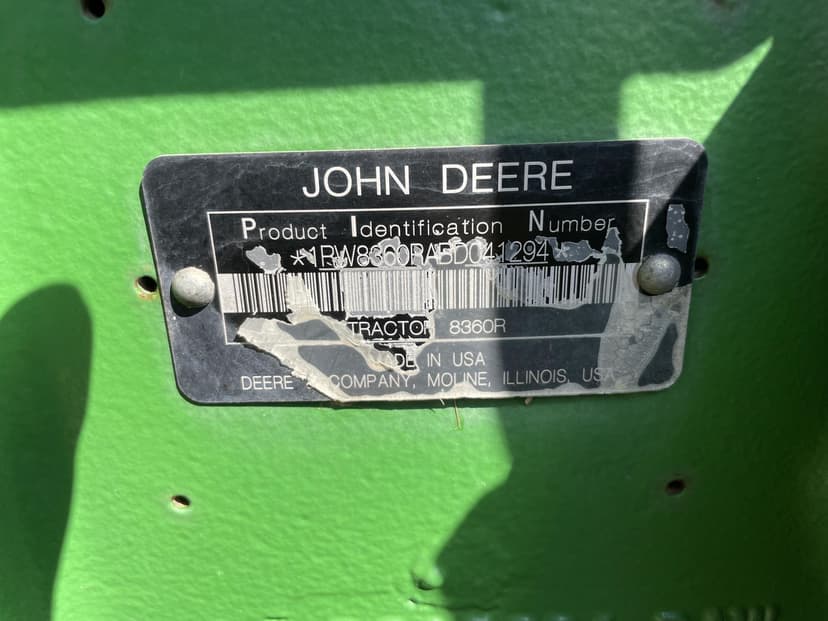 JOHN DEERE
Product Identification Number
*1RW8360RABD041294*
TRACTOR 8360R
MADE IN USA
DEERE & COMPANY, MOLINE, ILLINOIS, USA